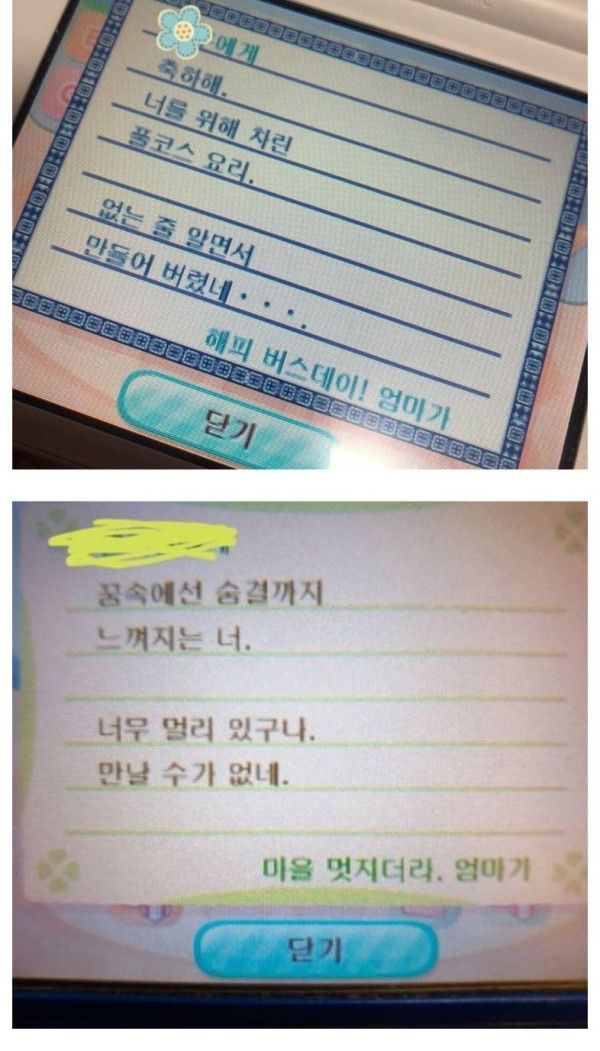 에게
축하해.
너를 위해 차린
풀코스 요리.
없는 줄 알면서
만들어 버렸네・・・.
해피 버스데이! 엄마가
닫기
꿈속에선 숨결까지
느껴지는 너.
너무 멀리 있구나.
만날 수가 없네.
마을 멋지더라. 엄마가
닫기